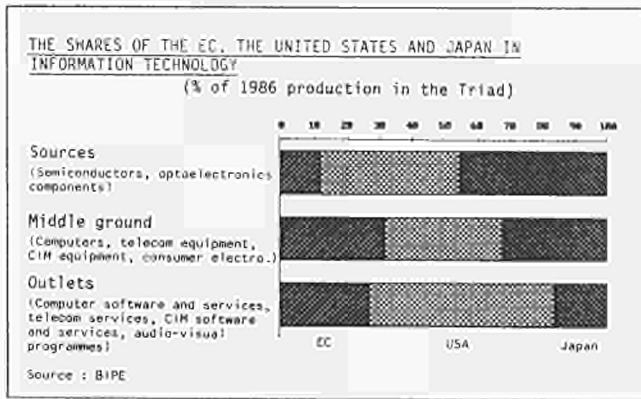 THE SHARES OF THE EC, THE UNITED STATES AND JAPAN IN
INFORMATION TECHNOLOGY
(% of 1986 production in the Triad)
0 10 20 30 40 50 60 70 80 90 100
Sources
(Semiconductors, optoelectronics
components)
Middle ground
(Computers, telecom equipment,
CIM equipment, consumer electro.)
Outlets
(Computer software and services,
telecom services, CIM software
and services, audio-visual
programmes)
EC USA Japan
Source : BIPE